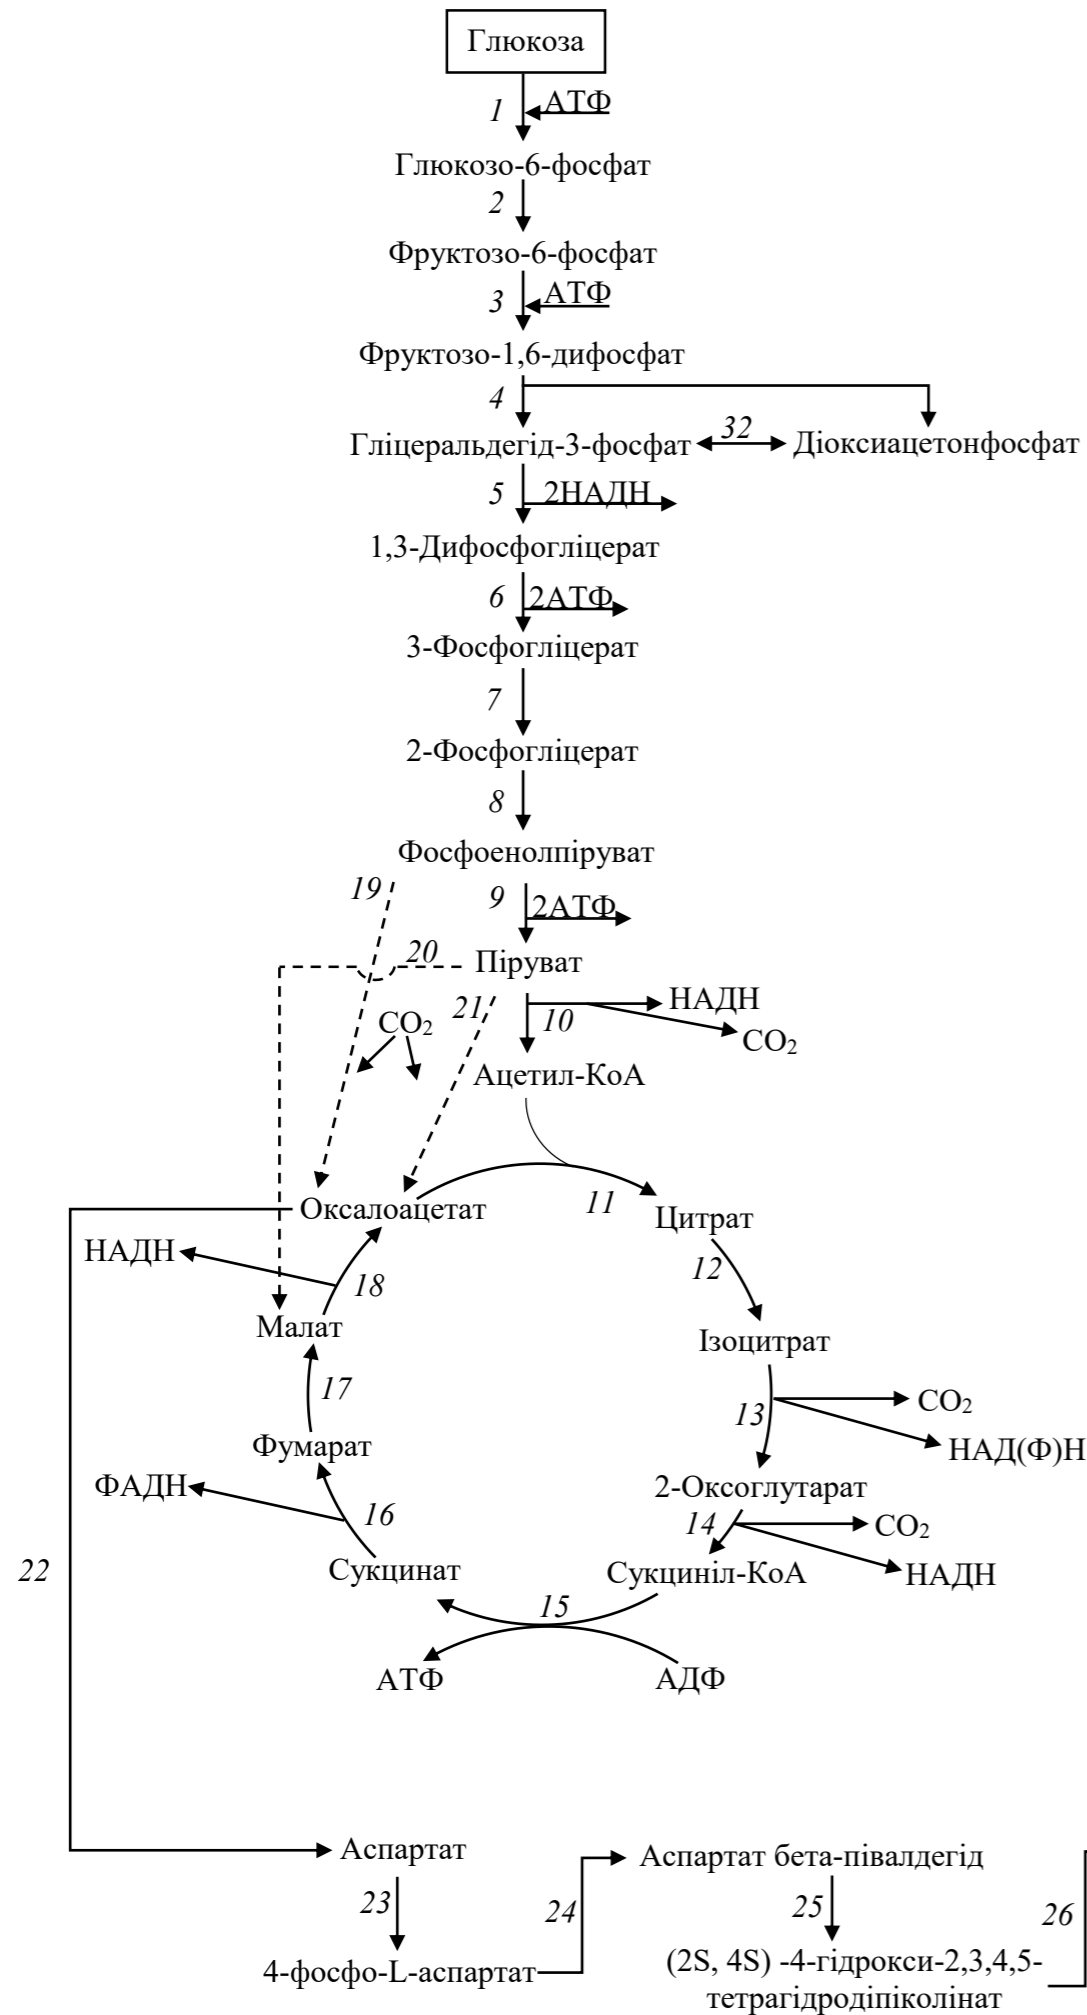 Глюкоза
1
АТФ
Глюкозо-6-фосфат
2
Фруктозо-6-фосфат
3
АТФ
Фруктозо-1,6-дифосфат
4
Гліцеральдегід-3-фосфат
32
Діоксиацетонфосфат
5
2НАДН
1,3-Дифосфогліцерат
6
2АТФ
3-Фосфогліцерат
7
2-Фосфогліцерат
8
Фосфоенолпіруват
19
9
2АТФ
20
Піруват
21
10
НАДН
CO₂
CO₂
Ацетил-КоА
Оксалоацетат
11
Цитрат
НАДН
18
12
Малат
Ізоцитрат
17
13
CO₂
Фумарат
НАД(Ф)Н
ФАДН
16
2-Оксоглутарат
14
CO₂
22
Сукцинат
Сукциніл-КоА
НАДН
15
АТФ
АДФ
Аспартат
Аспартат бета-півалдегід
23
24
25
26
4-фосфо-L-аспартат
(2S, 4S) -4-гідрокси-2,3,4,5-
тетрагідродіпіколінат